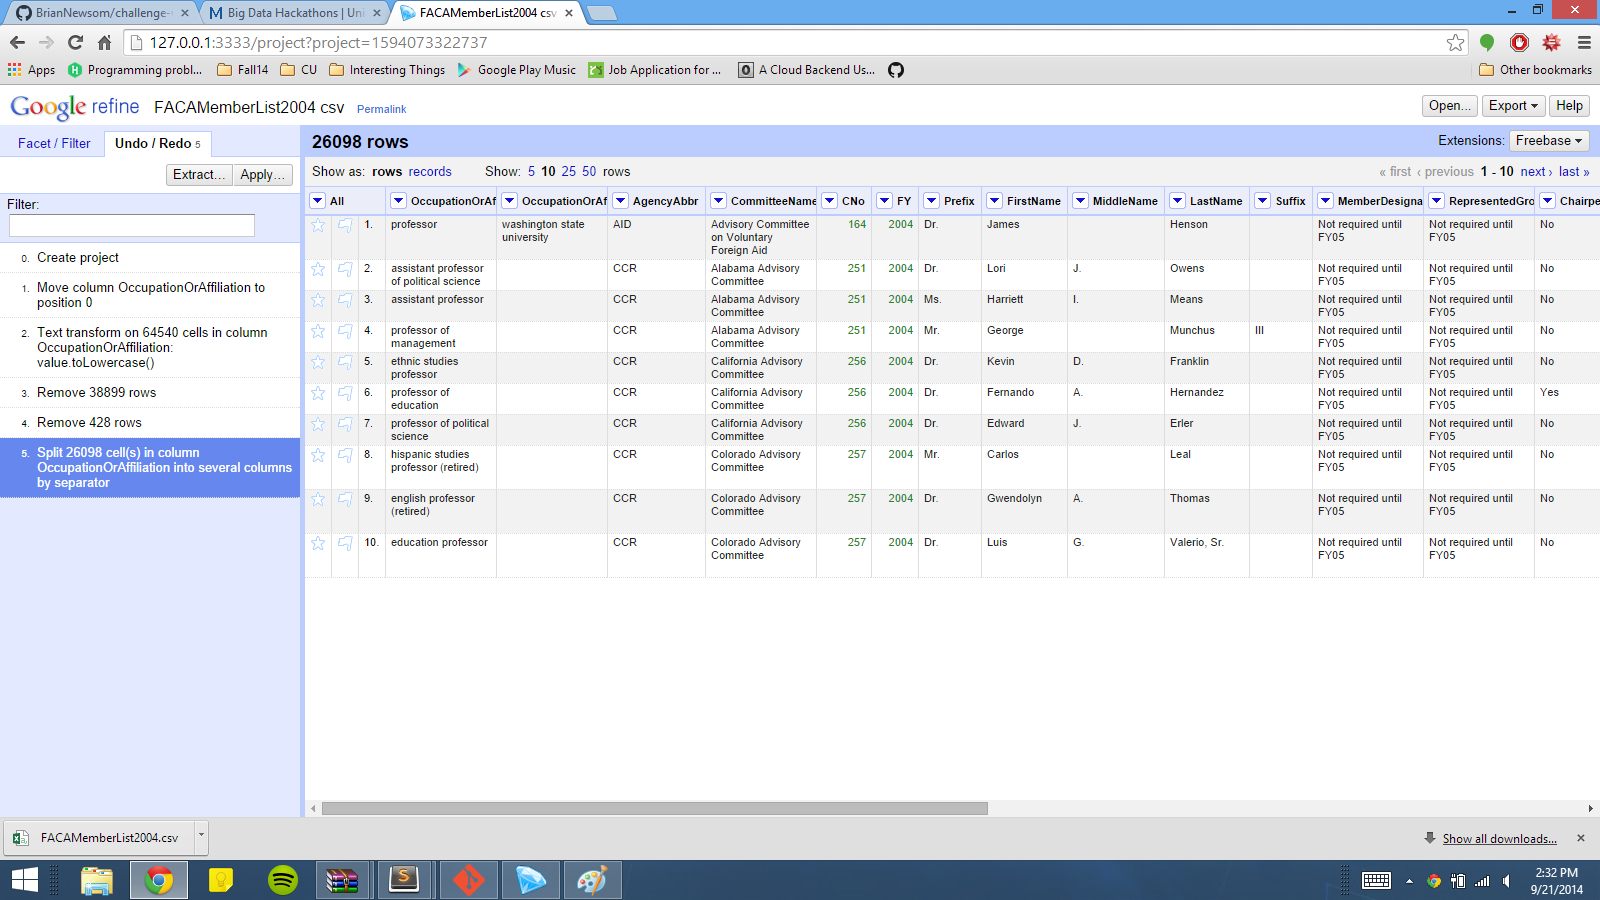 BrianNewsom/challenge-
Big Data Hackathons | Uni
FACAMemberList2004 csv
127.0.0.1:3333/project?project=1594073322737
Apps Programming probl... Fall14 CU Interesting Things Google Play Music Job Application for ... A Cloud Backend Us... Other bookmarks
Google refine FACAMemberList2004 csv Permalink Open... Export Help
Facet / Filter Undo / Redo 5
Extract... Apply...
Filter:
0. Create project
1. Move column OccupationOrAffiliation to
position 0
2. Text transform on 64540 cells in column
OccupationOrAffiliation:
value.toLowercase()
3. Remove 38899 rows
4. Remove 428 rows
5. Split 26098 cell(s) in column
OccupationOrAffiliation into several columns
by separator
26098 rows Extensions: Freebase
Show as: rows records Show: 5 10 25 50 rows « first ‹ previous 1 - 10 next › last »
All OccupationOrAf OccupationOrAf AgencyAbbr CommitteeName CNo FY Prefix FirstName MiddleName LastName Suffix MemberDesigna RepresentedGro Chairpe
1. professor washington state AID Advisory Committee 164 2004 Dr. James Henson Not required until Not required until No
university on Voluntary FY05 FY05
Foreign Aid
2. assistant professor CCR Alabama Advisory 251 2004 Dr. Lori J. Owens Not required until Not required until No
of political science Committee FY05 FY05
3. assistant professor CCR Alabama Advisory 251 2004 Ms. Harriett I. Means Not required until Not required until No
Committee FY05 FY05
4. professor of CCR Alabama Advisory 251 2004 Mr. George Munchus III Not required until Not required until No
management Committee FY05 FY05
5. ethnic studies CCR California Advisory 256 2004 Dr. Kevin D. Franklin Not required until Not required until No
professor Committee FY05 FY05
6. professor of CCR California Advisory 256 2004 Dr. Fernando A. Hernandez Not required until Not required until Yes
education Committee FY05 FY05
7. professor of political CCR California Advisory 256 2004 Dr. Edward J. Erler Not required until Not required until No
science Committee FY05 FY05
8. hispanic studies CCR Colorado Advisory 257 2004 Mr. Carlos Leal Not required until Not required until No
professor (retired) Committee FY05 FY05
9. english professor CCR Colorado Advisory 257 2004 Dr. Gwendolyn A. Thomas Not required until Not required until No
(retired) Committee FY05 FY05
10. education professor CCR Colorado Advisory 257 2004 Dr. Luis G. Valerio, Sr. Not required until Not required until No
Committee FY05 FY05
FACAMemberList2004.csv Show all downloads...
2:32 PM
9/21/2014